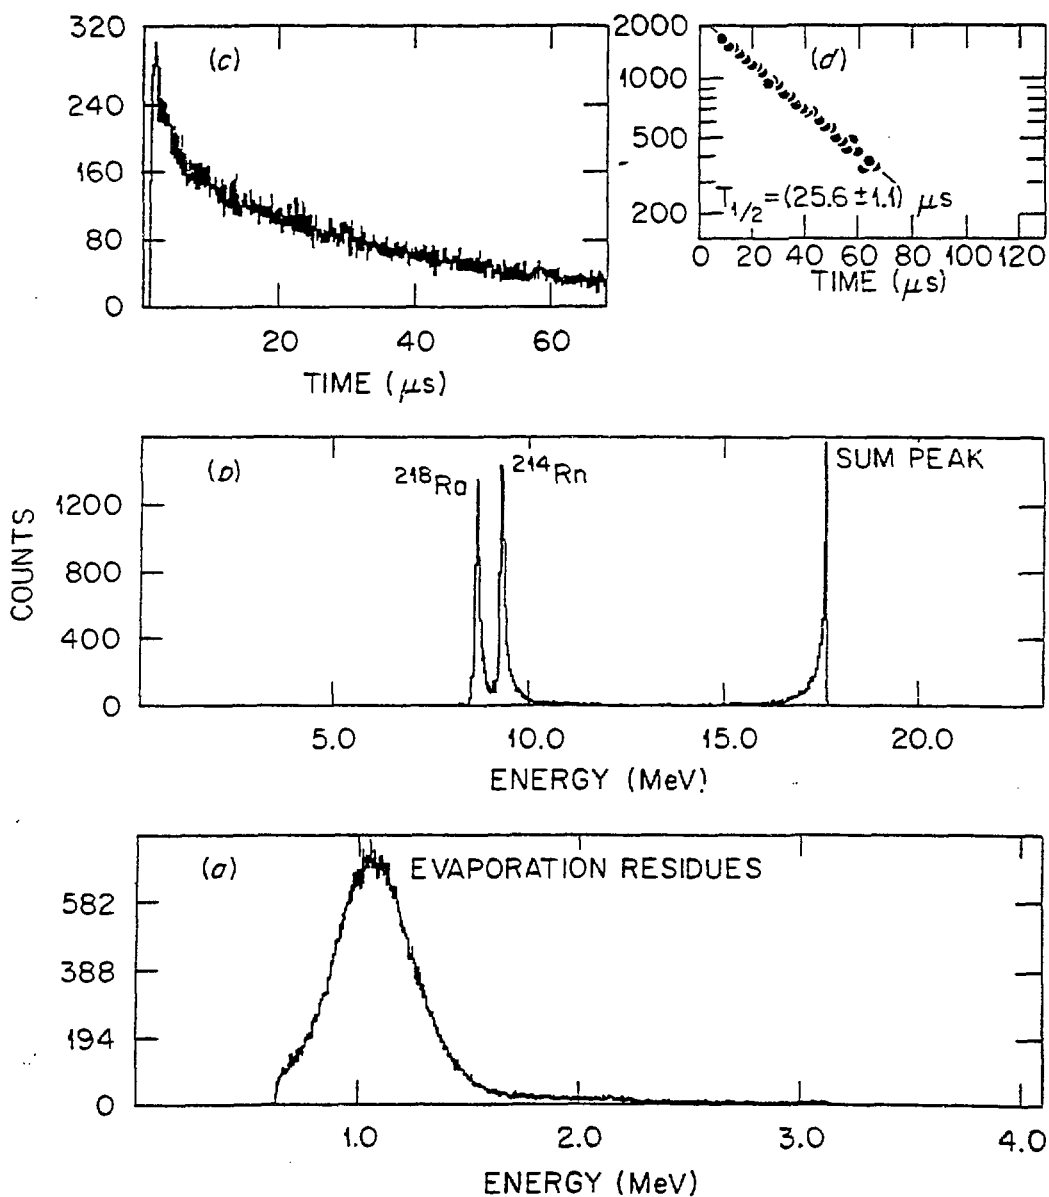 320
240
160
80
0
(c)
20
40
60
TIME (μs)
2000
1000
500
200
(d)
T1/2=(25.6±1.1) μs
0 20 40 60 80 100 120
TIME (μs)
COUNTS
1200
800
400
0
(b)
218Ra
214Rn
SUM PEAK
5.0
10.0
15.0
20.0
ENERGY (MeV)
582
388
194
0
(a)
EVAPORATION RESIDUES
1.0
2.0
3.0
4.0
ENERGY (MeV)